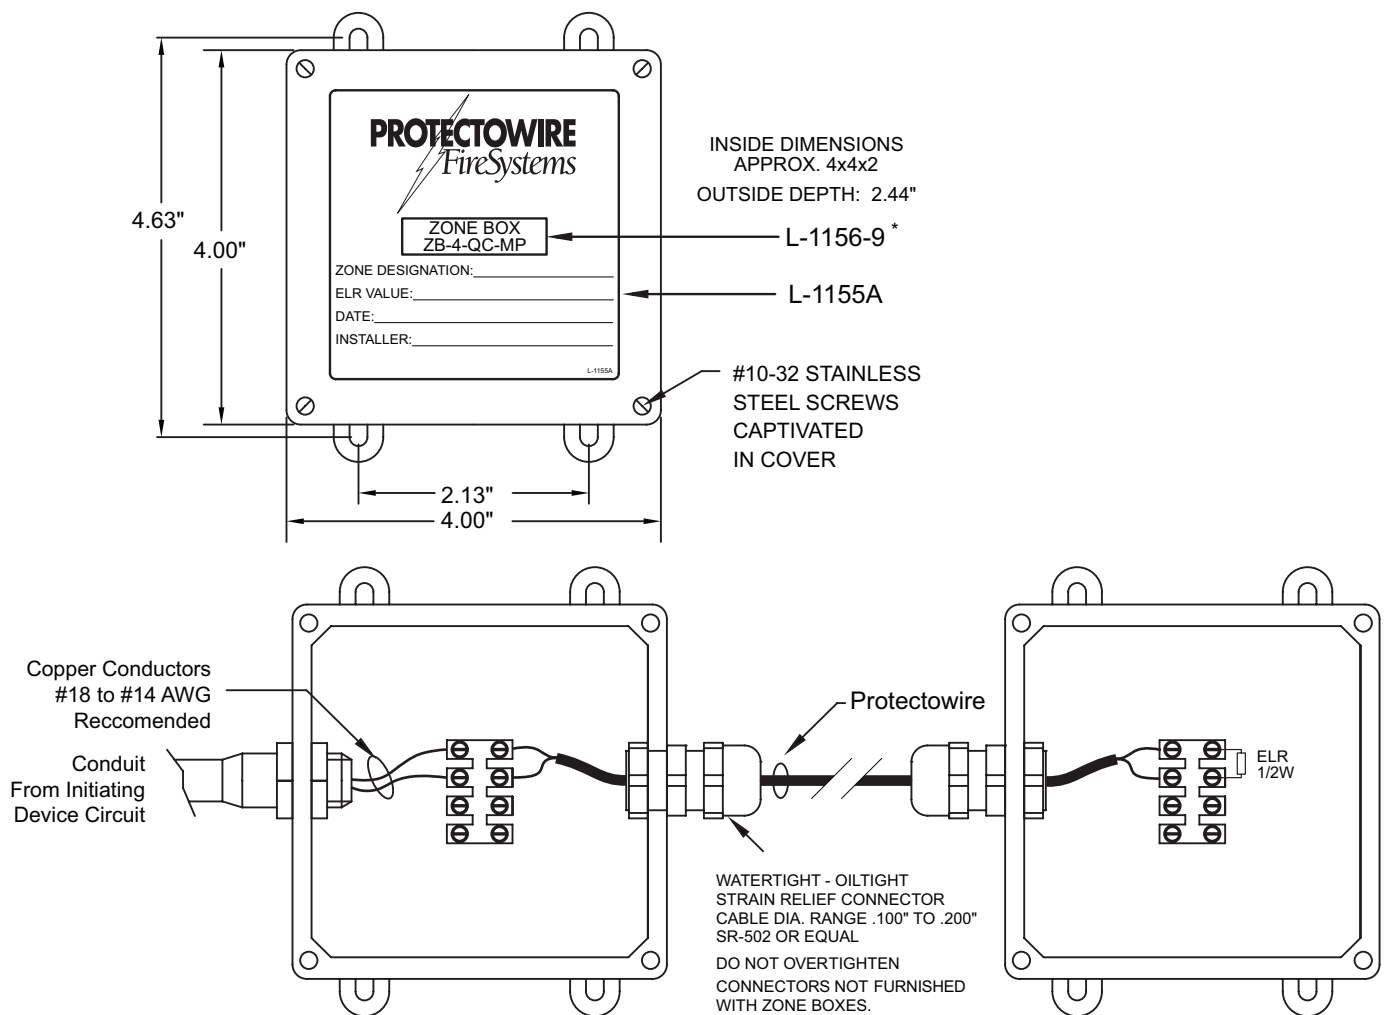 PROTECTOWIRE
FireSystems
ZONE BOX
ZB-4-QC-MP
ZONE DESIGNATION:
ELR VALUE:
DATE:
INSTALLER:
L-1155A
4.63"
4.00"
2.13"
4.00"
INSIDE DIMENSIONS
APPROX. 4x4x2
OUTSIDE DEPTH: 2.44"
L-1156-9 *
L-1155A
#10-32 STAINLESS
STEEL SCREWS
CAPTIVATED
IN COVER
Copper Conductors
#18 to #14 AWG
Reccomended
Conduit
From Initiating
Device Circuit
Protectowire
ELR
1/2W
WATERTIGHT - OILTIGHT
STRAIN RELIEF CONNECTOR
CABLE DIA. RANGE .100" TO .200"
SR-502 OR EQUAL
DO NOT OVERTIGHTEN
CONNECTORS NOT FURNISHED
WITH ZONE BOXES.